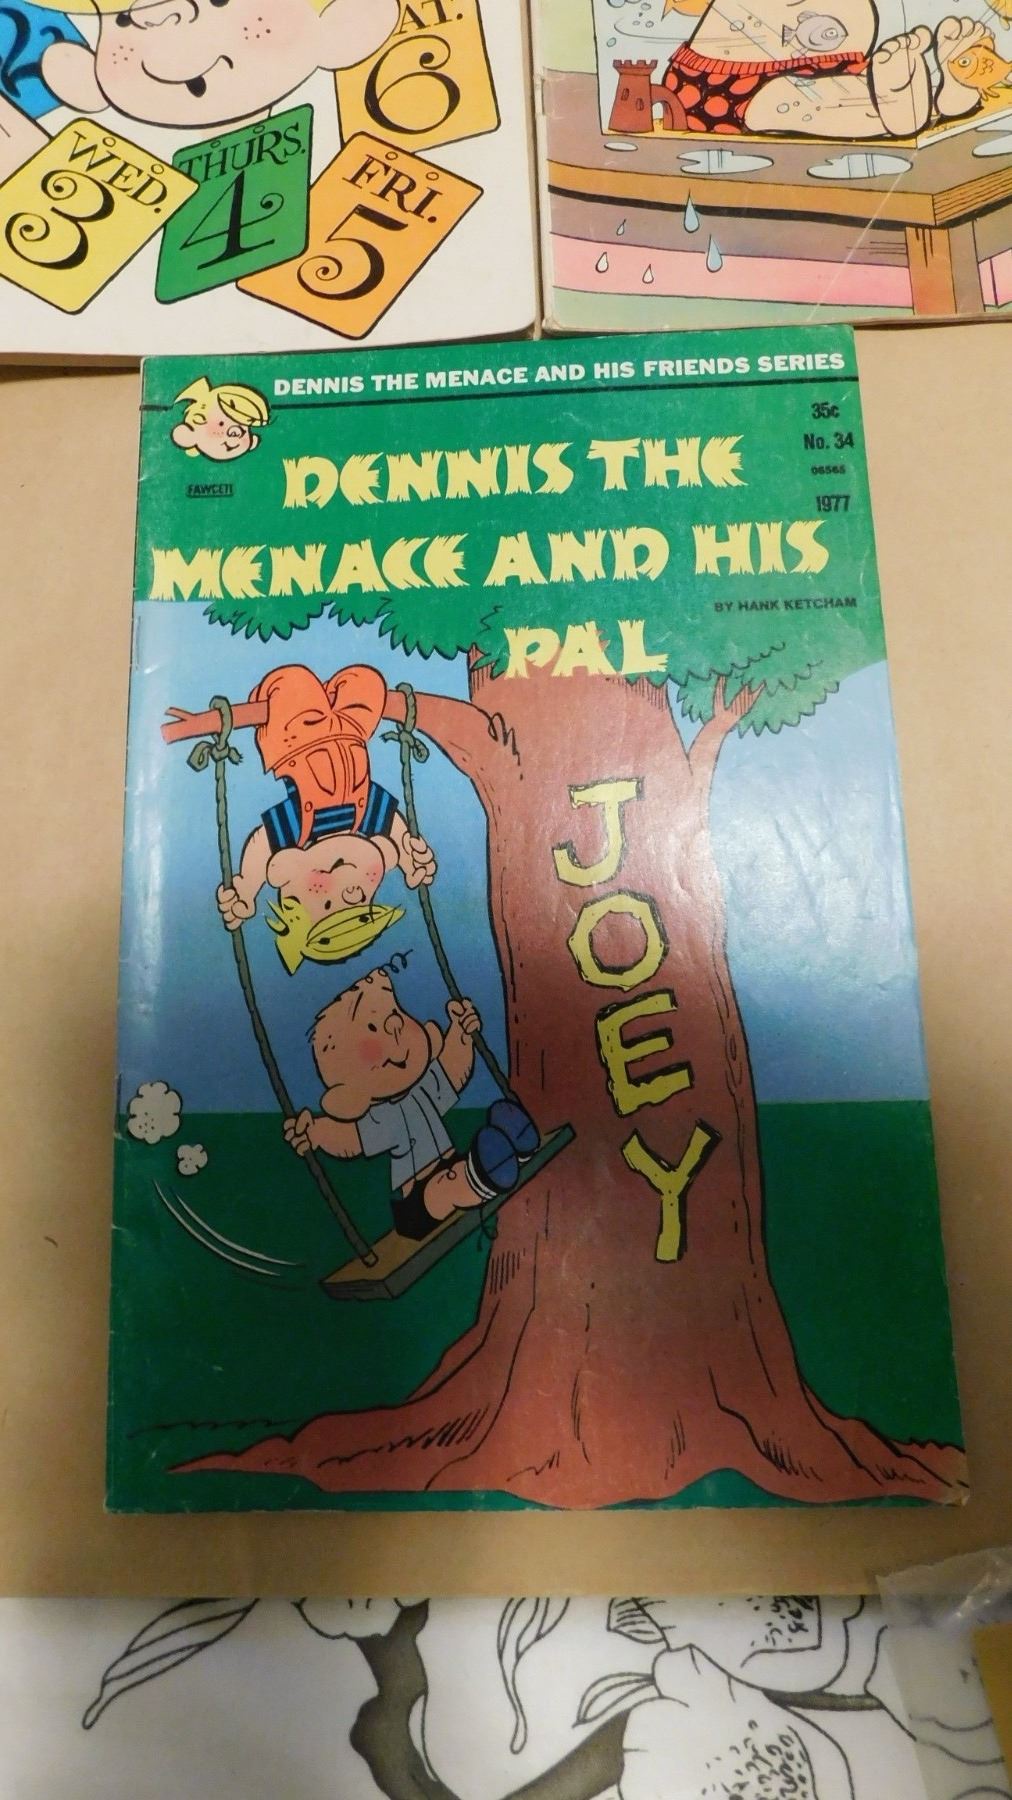 AT.
6
WED.
3
THURS.
4
FRI.
5
DENNIS THE MENACE AND HIS FRIENDS SERIES
35¢
No. 34
06565
1977
FAWCETT
DENNIS THE
MENACE AND HIS
BY HANK KETCHAM
PAL
JOEY